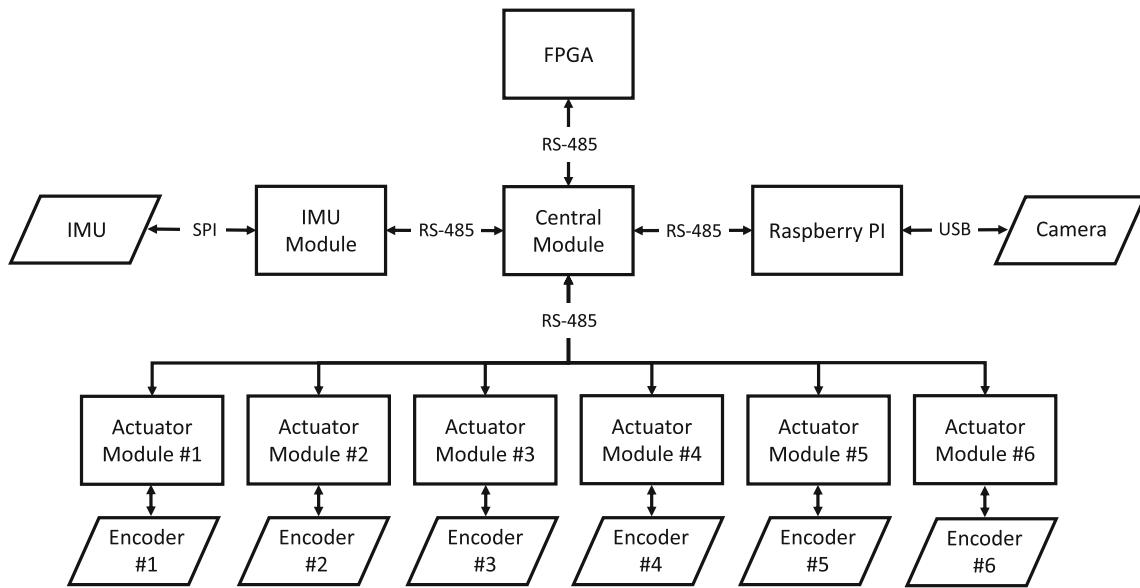 FPGA
RS-485
IMU
SPI
IMU
Module
RS-485
Central
Module
RS-485
Raspberry PI
USB
Camera
RS-485
Actuator
Module #1
Actuator
Module #2
Actuator
Module #3
Actuator
Module #4
Actuator
Module #5
Actuator
Module #6
Encoder
#1
Encoder
#2
Encoder
#3
Encoder
#4
Encoder
#5
Encoder
#6